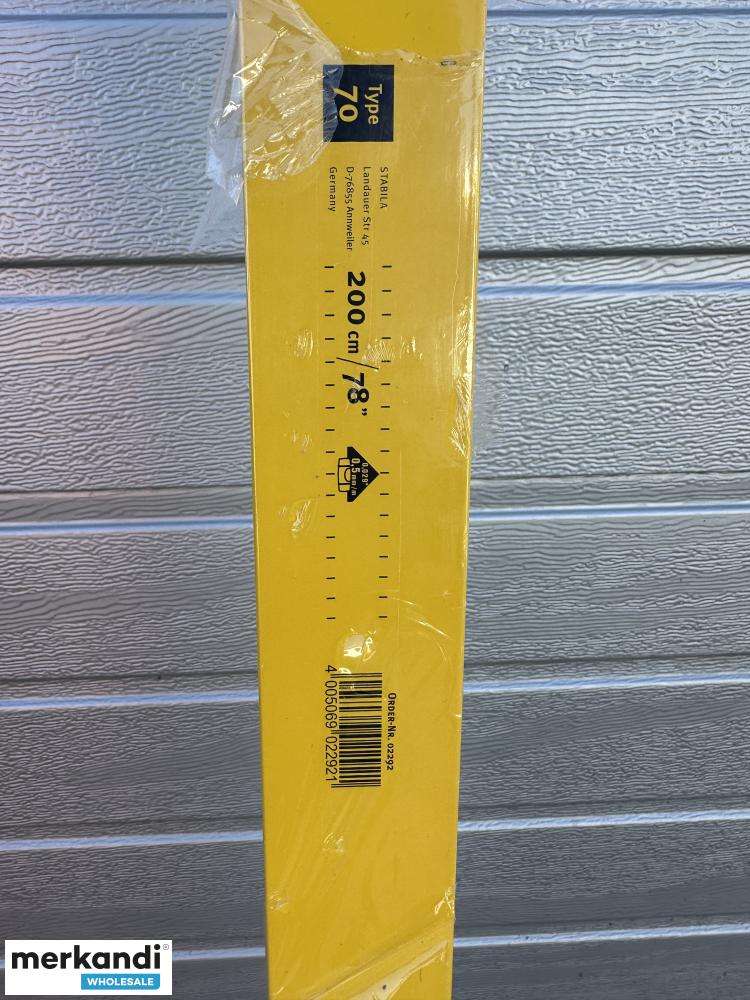 Type
70
STABILA
Landauer Str 45
D-76855 Annweiler
Germany
200 cm / 78"
0.029"
0,5 mm/m
ORDER-NR. 02292
4 005069 022921
merkandi
WHOLESALE